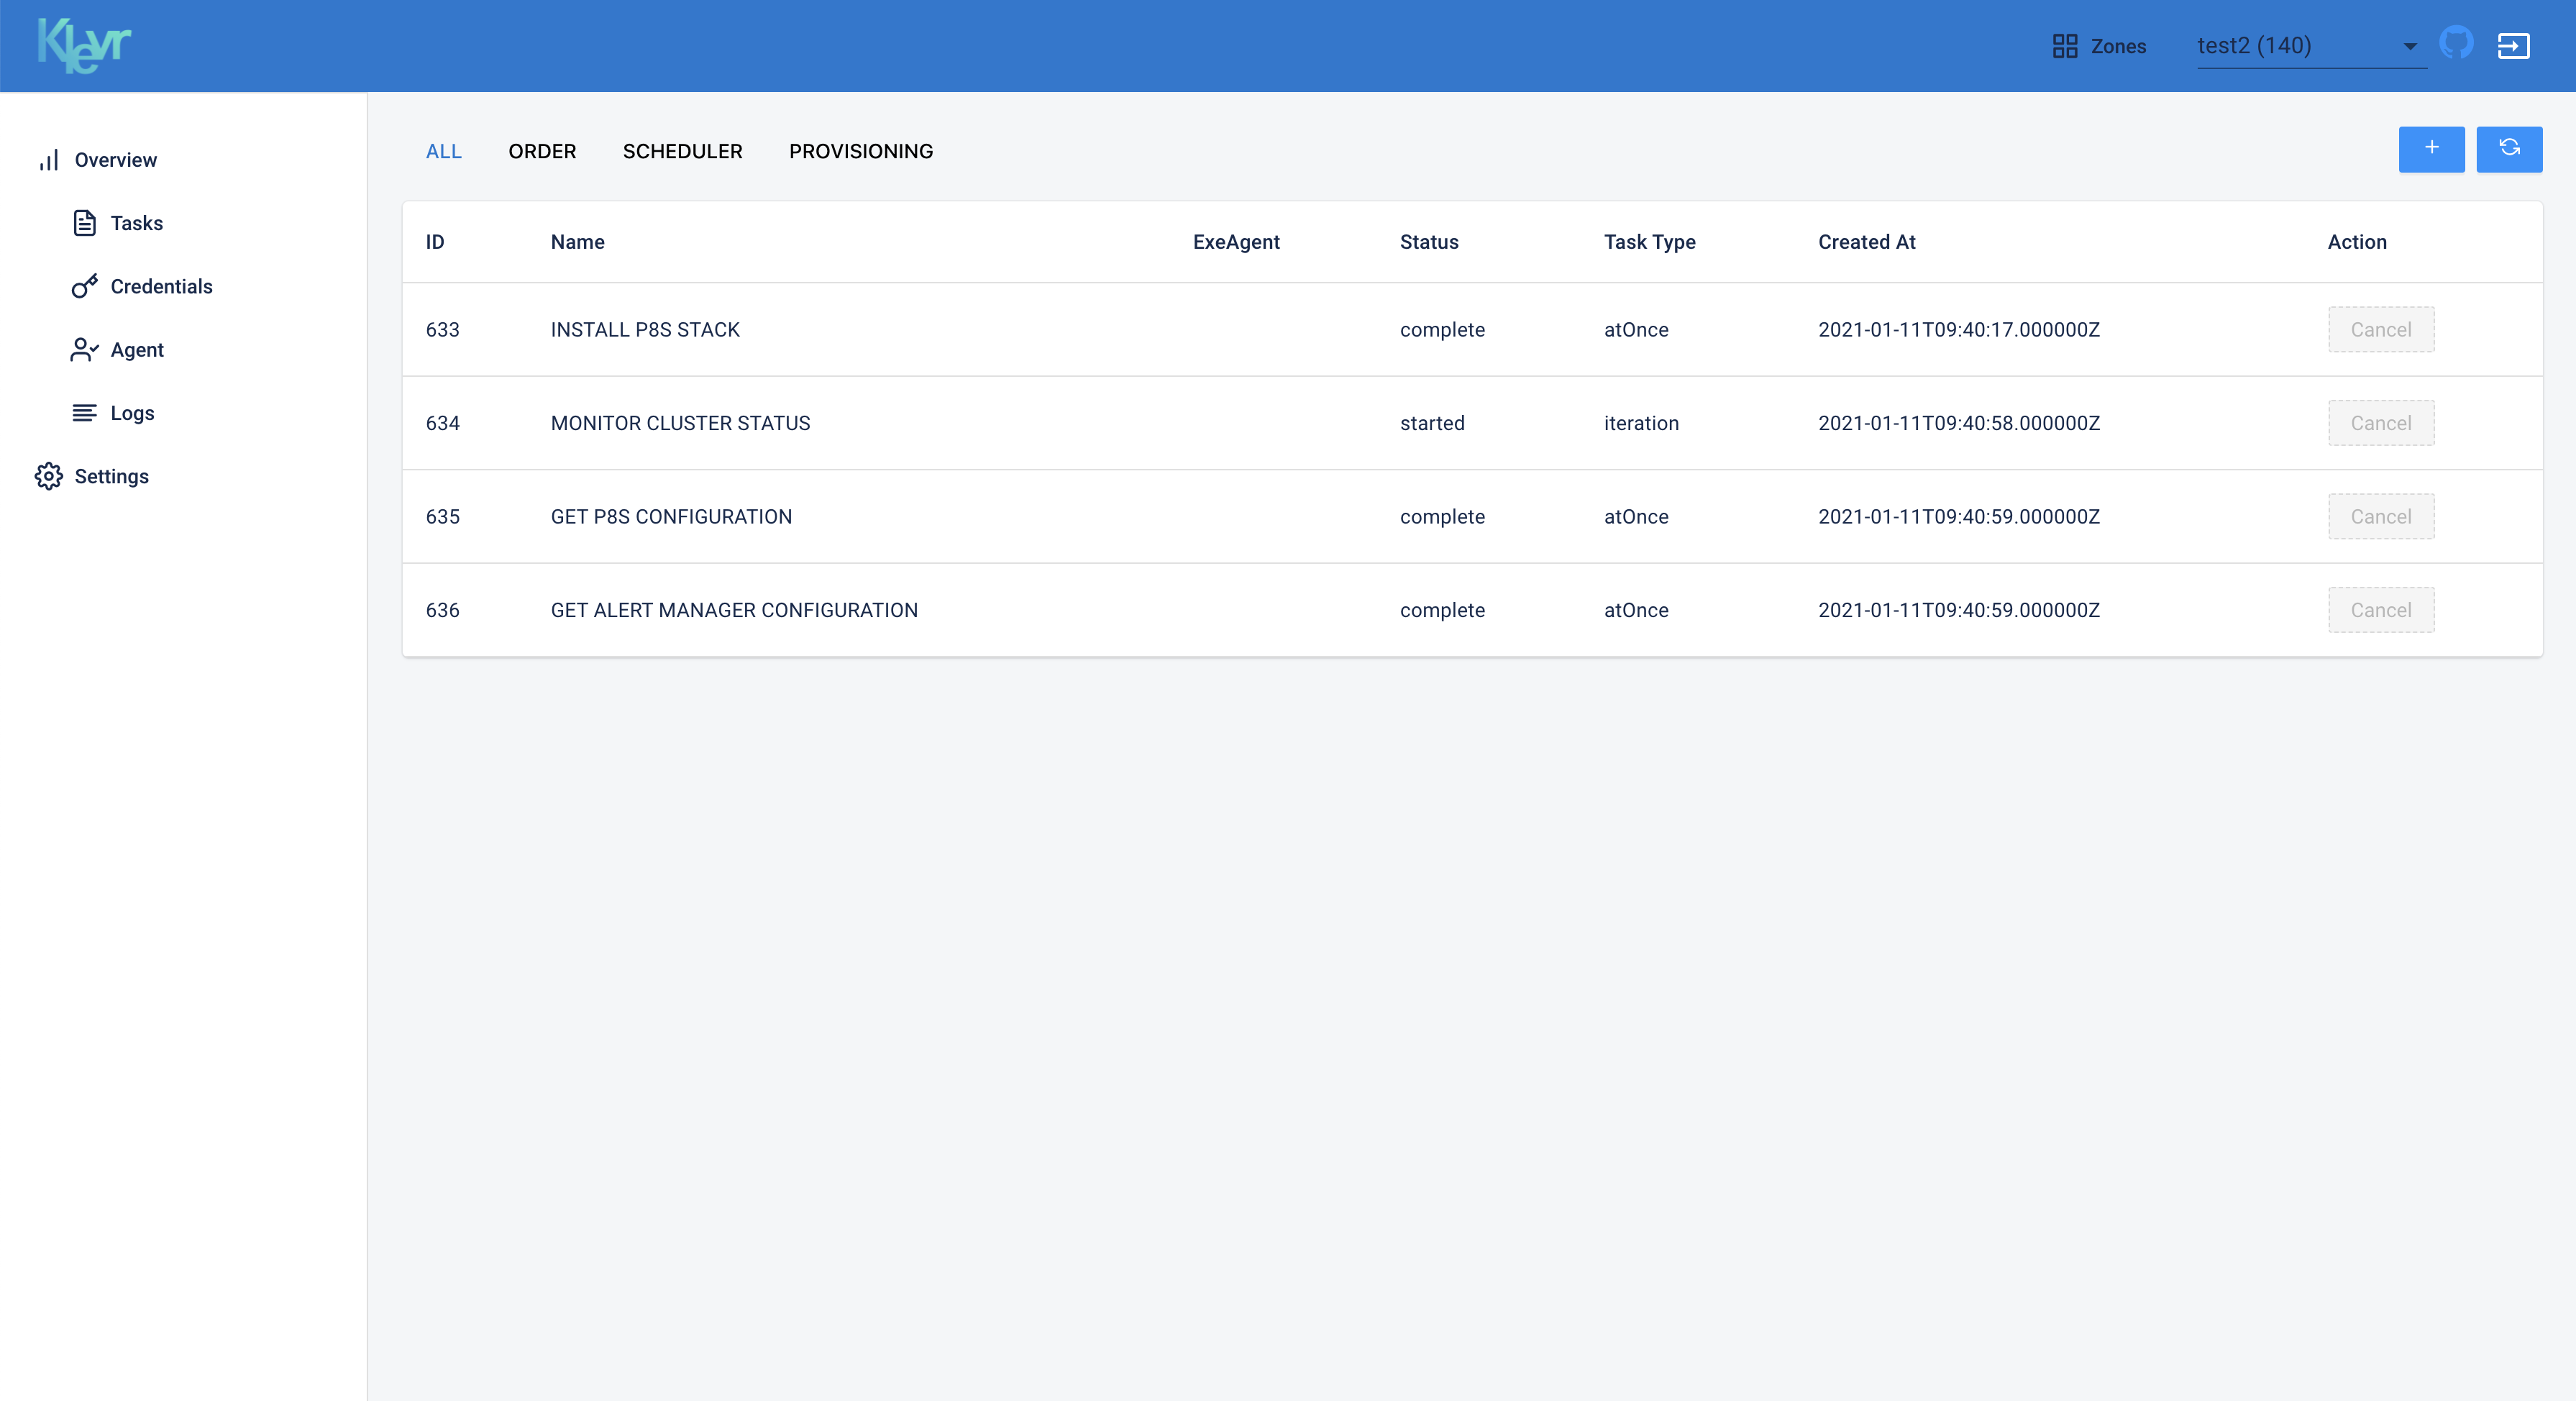 Klevr
Zones
test2 (140)
Overview
Tasks
Credentials
Agent
Logs
Settings
ALL ORDER SCHEDULER PROVISIONING
ID Name ExeAgent Status Task Type Created At Action
633 INSTALL P8S STACK complete atOnce 2021-01-11T09:40:17.000000Z Cancel
634 MONITOR CLUSTER STATUS started iteration 2021-01-11T09:40:58.000000Z Cancel
635 GET P8S CONFIGURATION complete atOnce 2021-01-11T09:40:59.000000Z Cancel
636 GET ALERT MANAGER CONFIGURATION complete atOnce 2021-01-11T09:40:59.000000Z Cancel